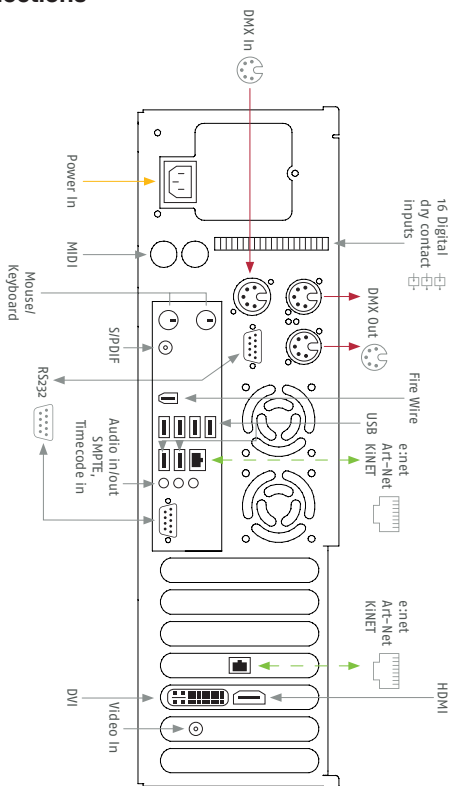 DMX In
16 Digital
dry contact
inputs
DMX Out
Fire Wire
USB
e:net
Art-Net
KiNET
e:net
Art-Net
KiNET
HDMI
Power In
MIDI
Mouse/
Keyboard
S/PDIF
RS232
Audio in/out
SMPTE,
Timecode in
DVI
Video In